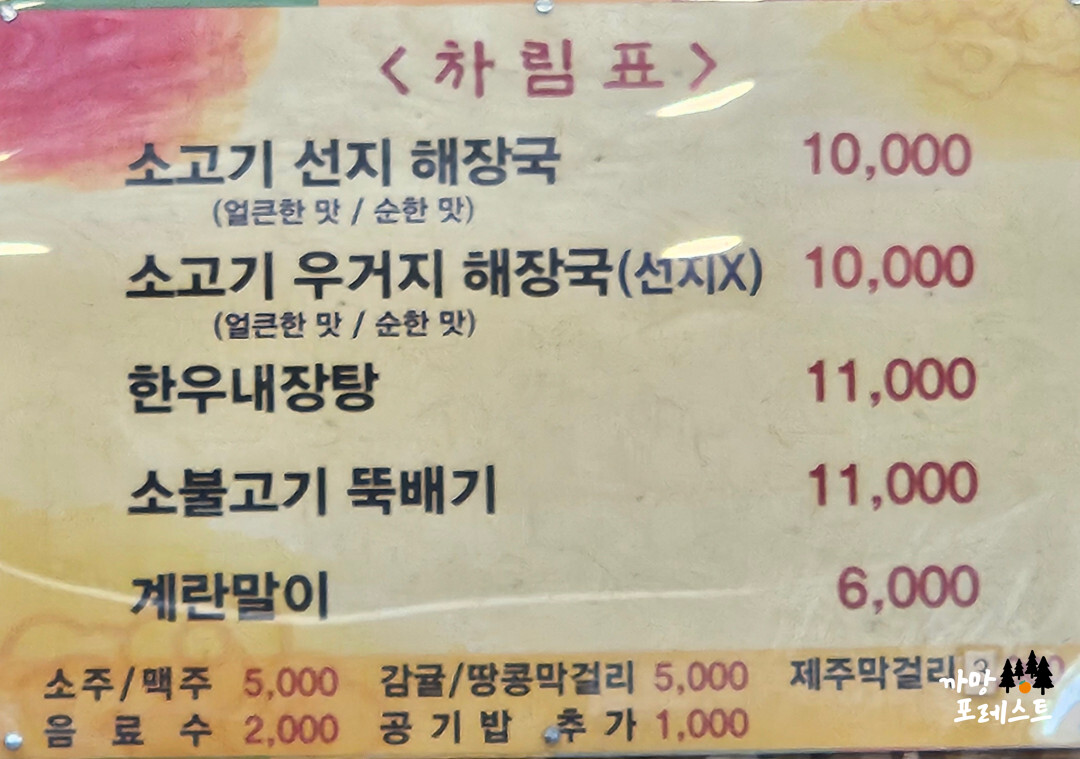 <차림표>
소고기 선지 해장국 10,000
(얼큰한 맛 / 순한 맛)
소고기 우거지 해장국(선지X) 10,000
(얼큰한 맛 / 순한 맛)
한우내장탕 11,000
소불고기 뚝배기 11,000
계란말이 6,000
소주/맥주 5,000 감귤/땅콩막걸리 5,000 제주막걸리
음료수 2,000 공기밥 추가 1,000
까망
포레스트